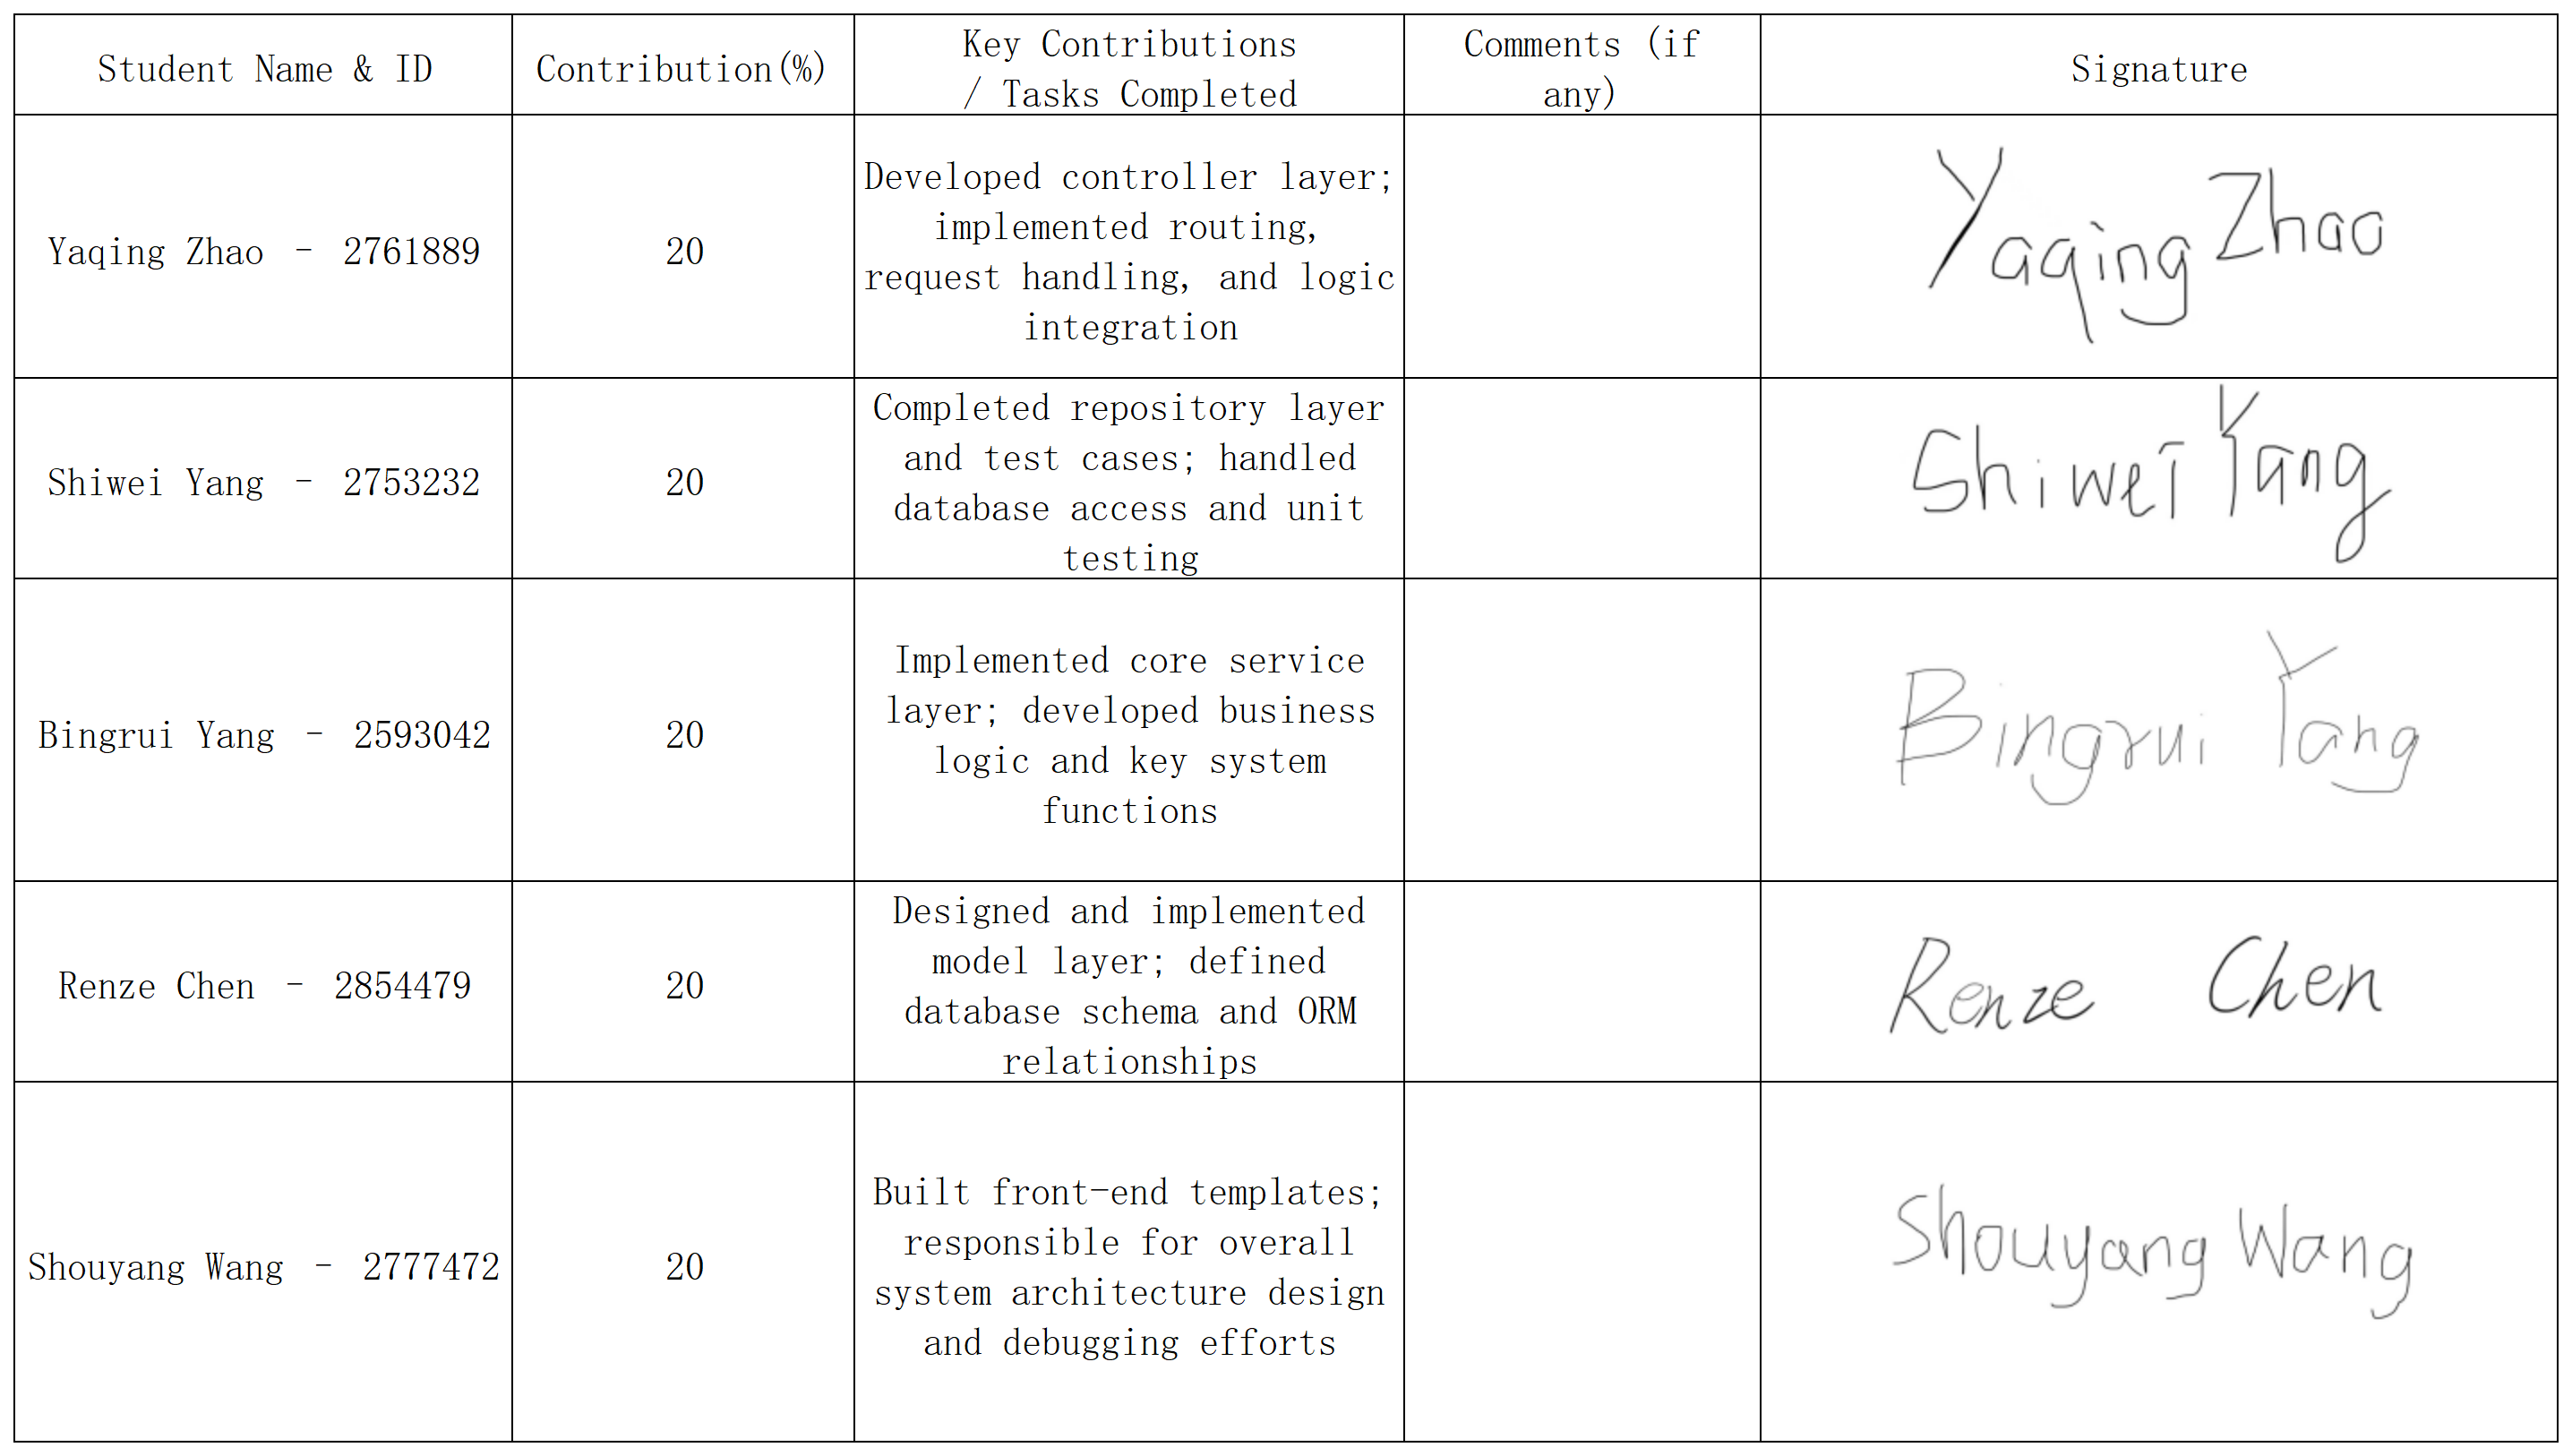 Student Name & ID
Contribution(%)
Key Contributions
/ Tasks Completed
Comments (if
any)
Signature
Yaqing Zhao – 2761889
20
Developed controller layer;
implemented routing,
request handling, and logic
integration
Yaqing Zhao
Shiwei Yang – 2753232
20
Completed repository layer
and test cases; handled
database access and unit
testing
Shiwei Yang
Bingrui Yang – 2593042
20
Implemented core service
layer; developed business
logic and key system
functions
Bingrui Yang
Renze Chen – 2854479
20
Designed and implemented
model layer; defined
database schema and ORM
relationships
Renze Chen
Shouyang Wang – 2777472
20
Built front-end templates;
responsible for overall
system architecture design
and debugging efforts
Shouyang Wang